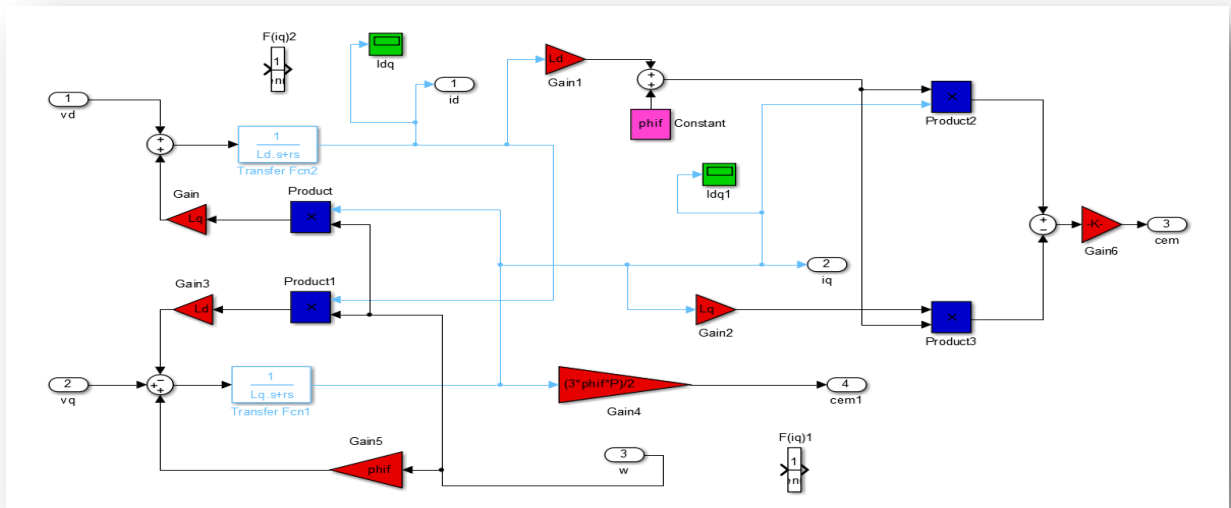 F(iq)2
1
Idq
1
id
Ld
Gain1
phif
Constant
Product2
1
vd
1
Ld.s+rs
Transfer Fcn2
Idq1
Gain
Lq
Product
3
cem
-K-
Gain6
2
iq
Gain3
Ld
Product1
Lq
Gain2
Product3
2
vq
1
Lq.s+rs
Transfer Fcn1
(3*phif*P)/2
Gain4
4
cem1
Gain5
phif
3
w
F(iq)1
1